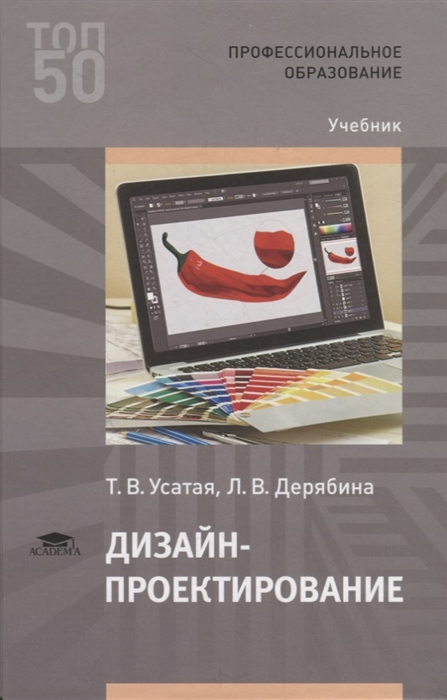 ТОП
50
ПРОФЕССИОНАЛЬНОЕ
ОБРАЗОВАНИЕ
Учебник
Т. В. Усатая, Л. В. Дерябина
ACADEMA
ДИЗАЙН-
ПРОЕКТИРОВАНИЕ